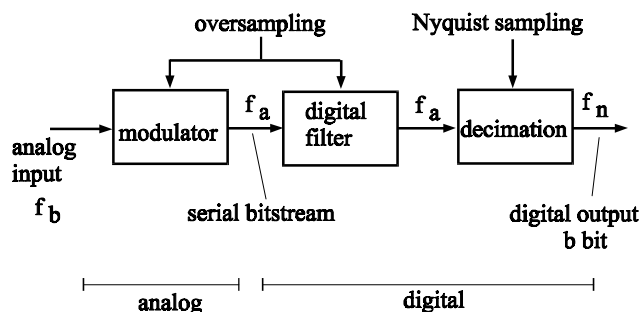 oversampling
Nyquist sampling
modulator
f a
digital
filter
f a
decimation
f n
analog
input
f b
serial bitstream
digital output
b bit
analog
digital